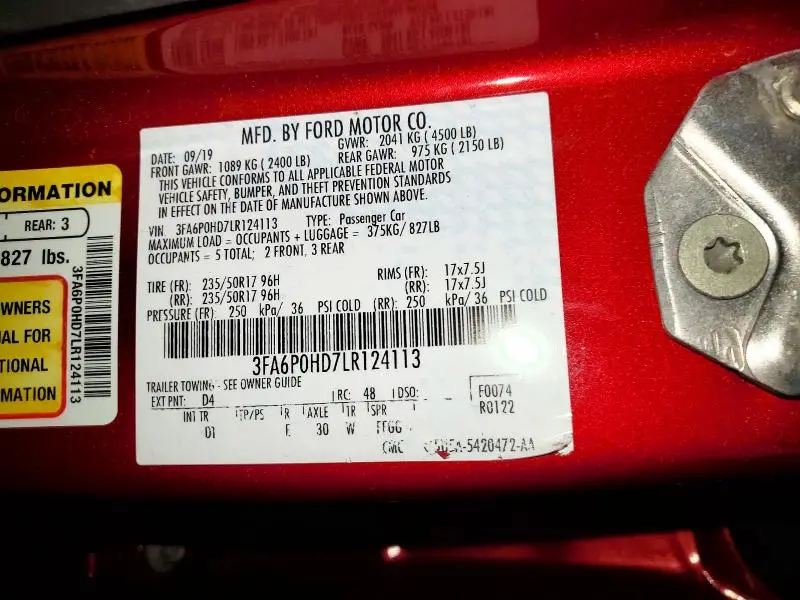 ORMATION
REAR: 3
827 lbs.
WNERS
UAL FOR
TIONAL
MATION
3FA6P0HD7LR124113
MFD. BY FORD MOTOR CO.
DATE: 09/19 GVWR: 2041 KG ( 4500 LB)
FRONT GAWR: 1089 KG ( 2400 LB) REAR GAWR: 975 KG ( 2150 LB)
THIS VEHICLE CONFORMS TO ALL APPLICABLE FEDERAL MOTOR
VEHICLE SAFETY, BUMPER, AND THEFT PREVENTION STANDARDS
IN EFFECT ON THE DATE OF MANUFACTURE SHOWN ABOVE.
VIN 3FA6P0HD7LR124113 TYPE: Passenger Car
MAXIMUM LOAD = OCCUPANTS + LUGGAGE = 375KG/ 827LB
OCCUPANTS = 5 TOTAL; 2 FRONT, 3 REAR
TIRE (FR): 235/50R17 96H RIMS (FR): 17x7.5J
(RR): 235/50R17 96H (RR): 17x7.5J
PRESSURE (FR): 250 kPa/ 36 PSI COLD (RR): 250 kPa/ 36 PSI COLD
3FA6P0HD7LR124113
TRAILER TOWING - SEE OWNER GUIDE
EXT PNT: D4 RC: 48 DSO: F0074
INT TR TP/PS R AXLE TR SPR R0122
30 W
-5420472-AA